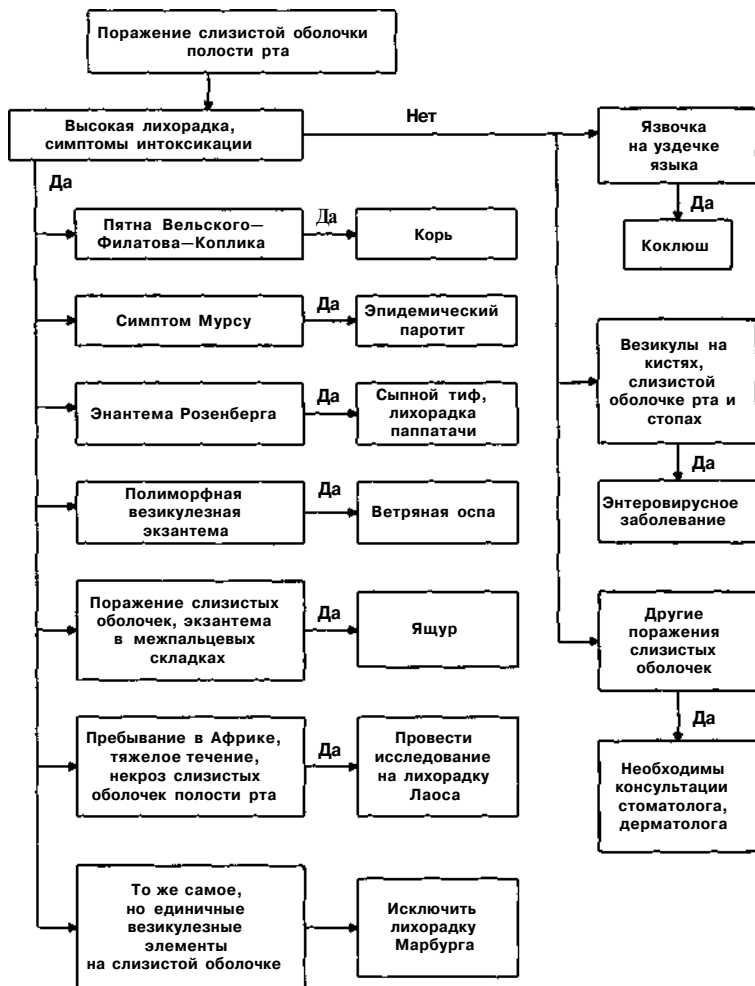 Поражение слизистой оболочки
полости рта
Высокая лихорадка,
симптомы интоксикации
Нет
Да
Язвочка
на уздечке
языка
Да
Коклюш
Пятна Вельского—
Филатова—Коплика
Да
Корь
Симптом Мурсу
Да
Эпидемический
паротит
Везикулы на
кистях,
слизистой
оболочке рта и
стопах
Да
Энтеровирусное
заболевание
Энантема Розенберга
Да
Сыпной тиф,
лихорадка
паппатачи
Полиморфная
везикулезная
экзантема
Да
Ветряная оспа
Поражение слизистых
оболочек, экзантема
в межпальцевых
складках
Да
Ящур
Другие
поражения
слизистых
оболочек
Да
Необходимы
консультации
стоматолога,
дерматолога
Пребывание в Африке,
тяжелое течение,
некроз слизистых
оболочек полости рта
Да
Провести
исследование
на лихорадку
Лаоса
То же самое,
но единичные
везикулезные
элементы
на слизистой оболочке
Исключить
лихорадку
Марбурга